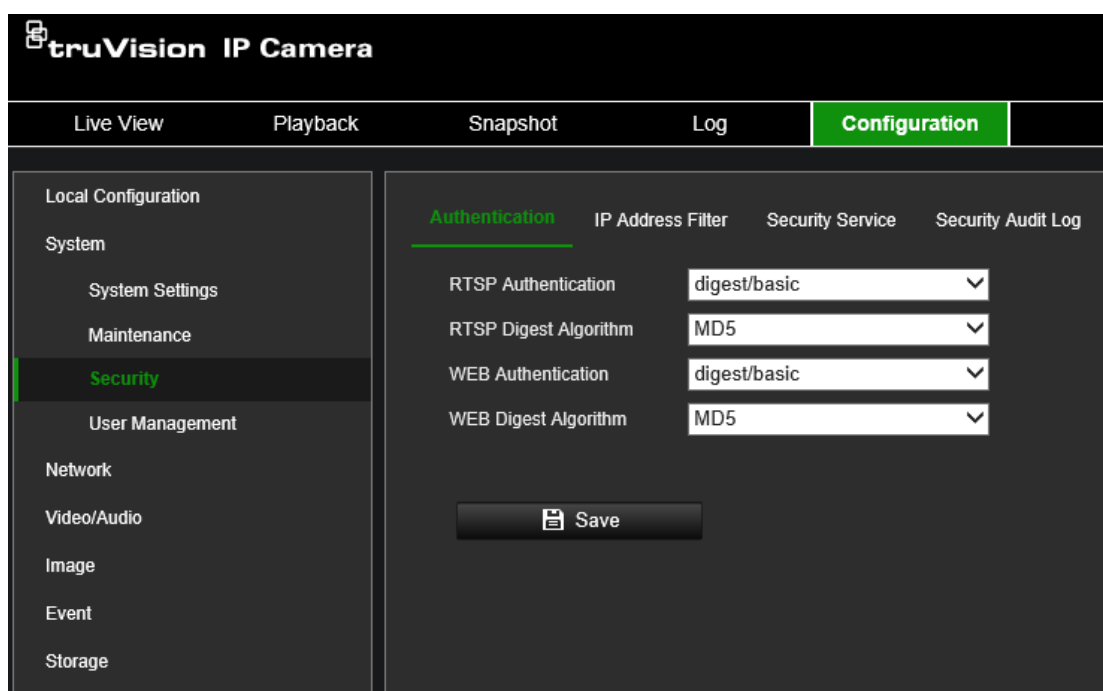 truVision IP Camera
Live View Playback Snapshot Log Configuration
Local Configuration
System
System Settings
Maintenance
Security
User Management
Network
Video/Audio
Image
Event
Storage
Authentication IP Address Filter Security Service Security Audit Log
RTSP Authentication digest/basic
RTSP Digest Algorithm MD5
WEB Authentication digest/basic
WEB Digest Algorithm MD5
Save